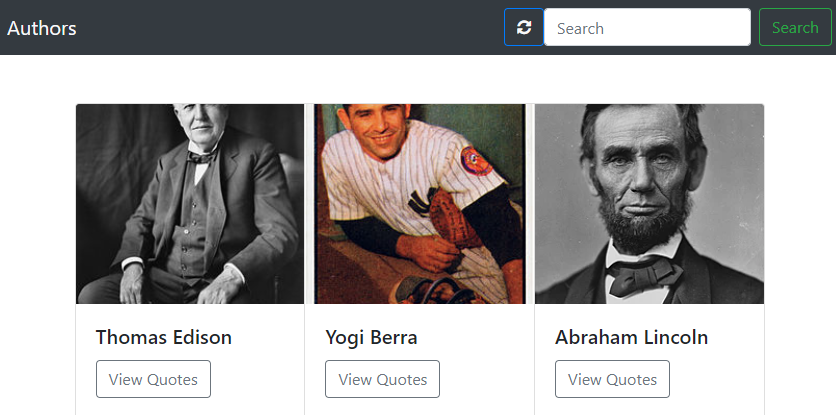 Authors
Search
Search
Thomas Edison
Yogi Berra
Abraham Lincoln
View Quotes
View Quotes
View Quotes